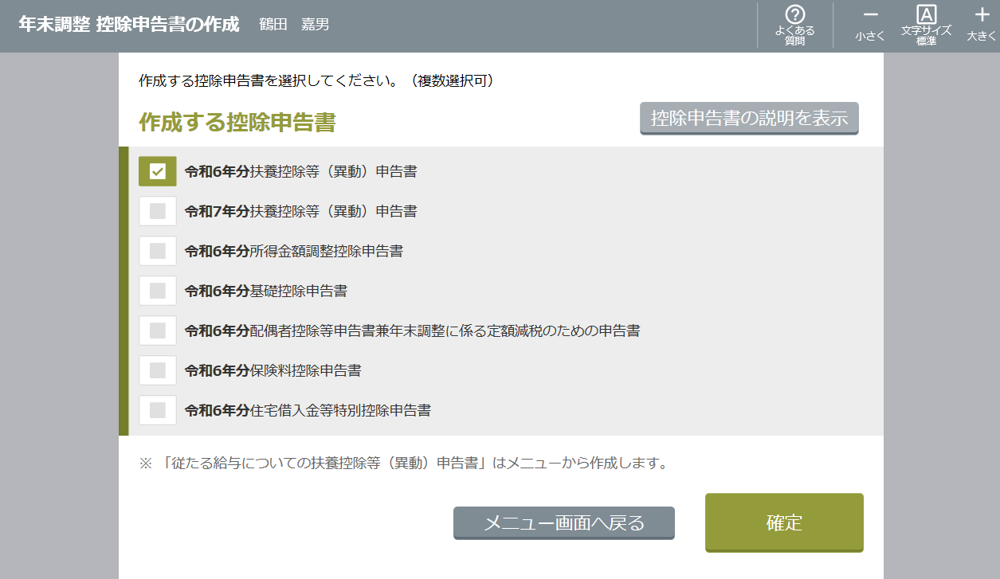 年末調整 控除申告書の作成 鶴田 嘉男
よくある
質問
小さく
A
文字サイズ
標準
大きく
作成する控除申告書を選択してください。（複数選択可）
作成する控除申告書
控除申告書の説明を表示
令和6年分扶養控除等（異動）申告書
令和7年分扶養控除等（異動）申告書
令和6年分所得金額調整控除申告書
令和6年分基礎控除申告書
令和6年分配偶者控除等申告書兼年末調整に係る定額減税のための申告書
令和6年分保険料控除申告書
令和6年分住宅借入金等特別控除申告書
※ 「従たる給与についての扶養控除等（異動）申告書」はメニューから作成します。
メニュー画面へ戻る
確定